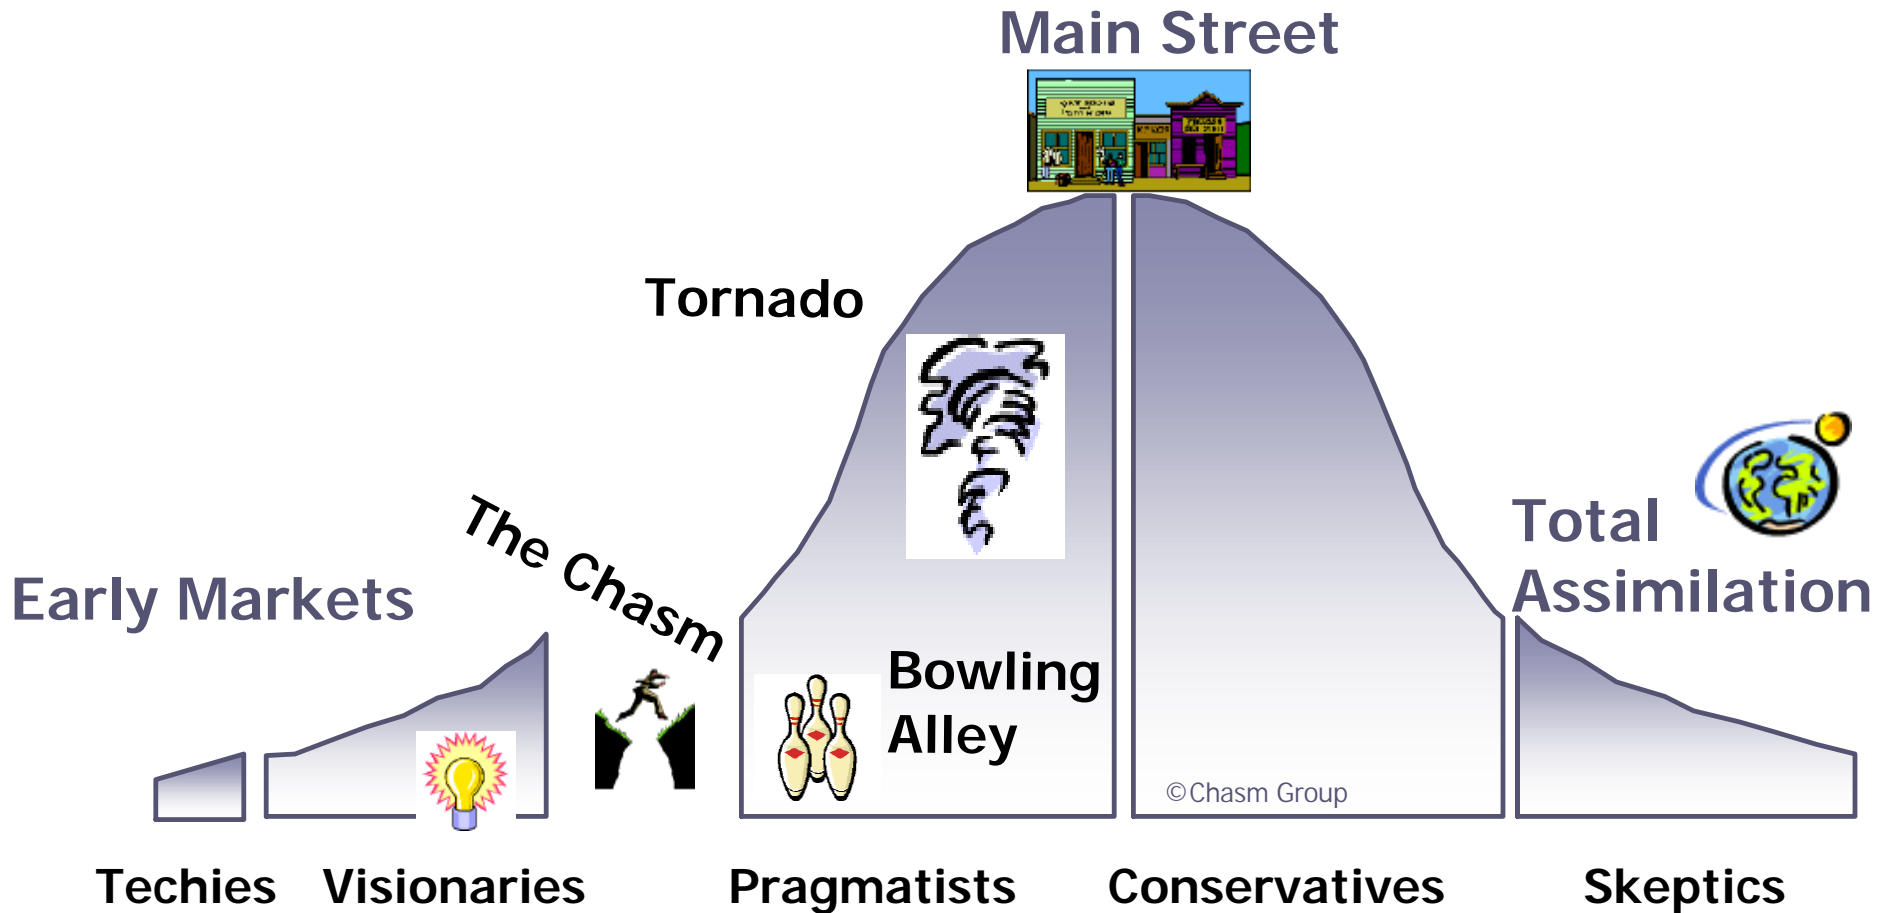 Main Street
Tornado
The Chasm
Early Markets
Total
Assimilation
Bowling
Alley
©Chasm Group
Techies Visionaries Pragmatists Conservatives Skeptics